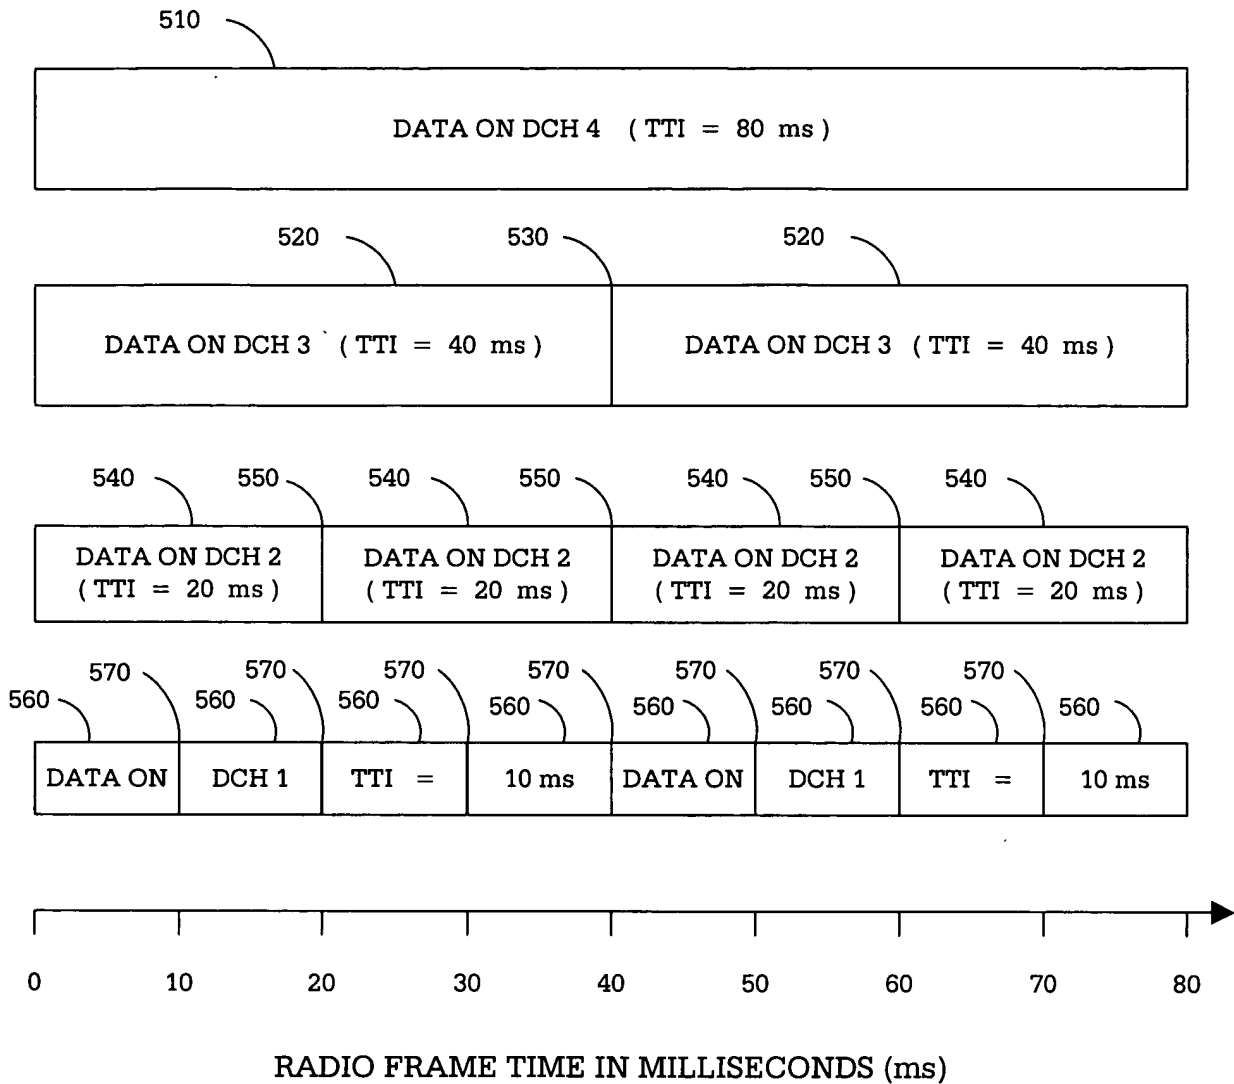 510
DATA ON DCH 4 ( TTI = 80 ms )
520 530 520
DATA ON DCH 3 ( TTI = 40 ms ) DATA ON DCH 3 ( TTI = 40 ms )
540 550 540 550 540 550 540
DATA ON DCH 2 DATA ON DCH 2 DATA ON DCH 2 DATA ON DCH 2
( TTI = 20 ms ) ( TTI = 20 ms ) ( TTI = 20 ms ) ( TTI = 20 ms )
570 570 570 570 570 570 570
560 560 560 560 560 560 560 560
DATA ON DCH 1 TTI = 10 ms DATA ON DCH 1 TTI = 10 ms
0 10 20 30 40 50 60 70 80
RADIO FRAME TIME IN MILLISECONDS (ms)